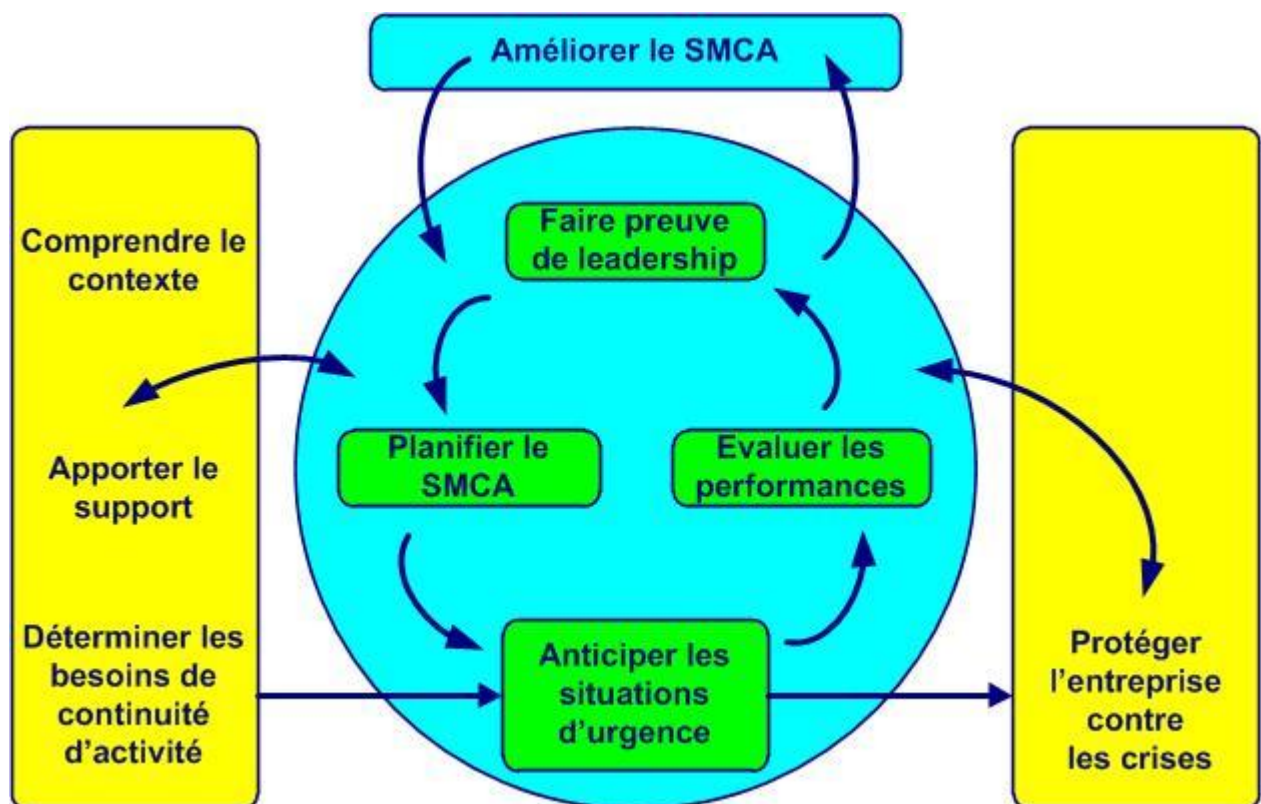 Améliorer le SMCA
Comprendre le
contexte
Apporter le
support
Déterminer les
besoins de
continuité
d’activité
Faire preuve
de leadership
Planifier le
SMCA
Evaluer les
performances
Anticiper les
situations
d’urgence
Protéger
l’entreprise
contre
les crises